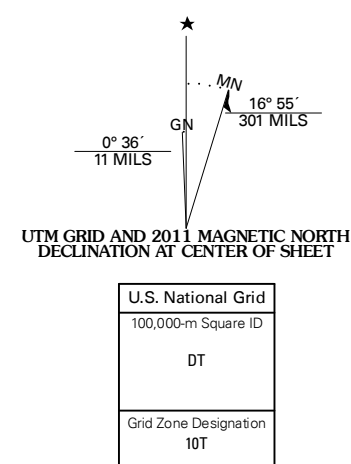 MN
16° 55´
301 MILS
GN
0° 36´
11 MILS
UTM GRID AND 2011 MAGNETIC NORTH
DECLINATION AT CENTER OF SHEET
U.S. National Grid
100,000-m Square ID
DT
Grid Zone Designation
10T